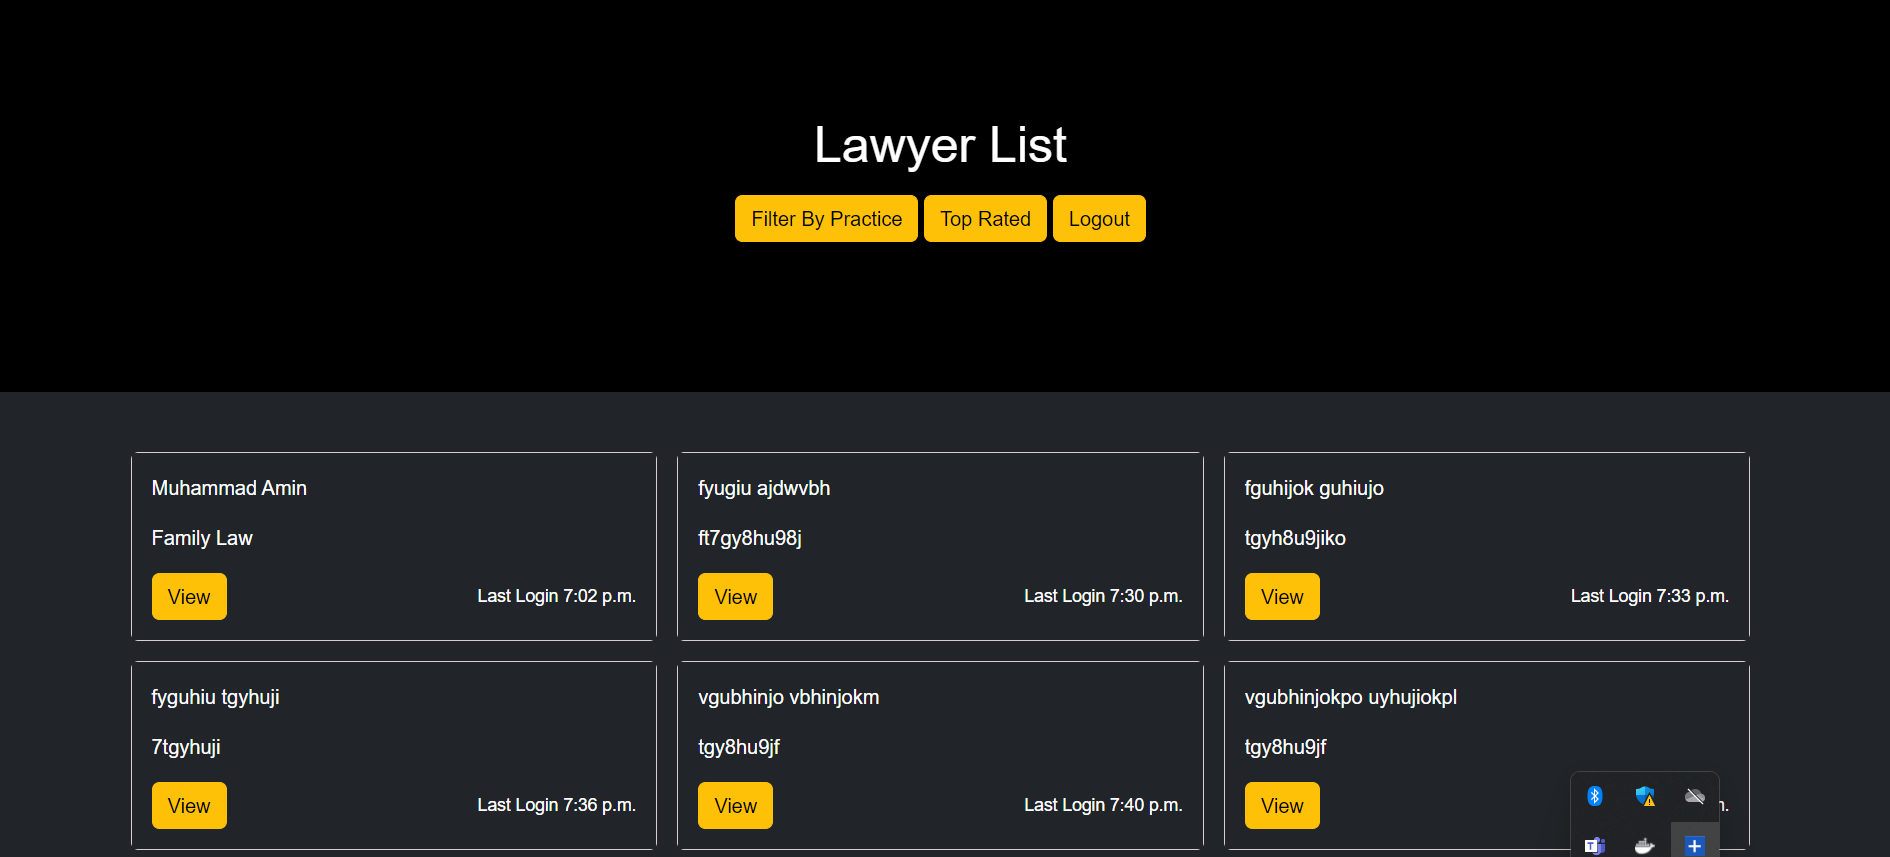 Lawyer List
Filter By Practice Top Rated Logout
Muhammad Amin
Family Law
View Last Login 7:02 p.m.
fyugiu ajdwvbh
ft7gy8hu98j
View Last Login 7:30 p.m.
fguhijok guhiujo
tgyh8u9jiko
View Last Login 7:33 p.m.
fyguhiu tgyhuji
7tgyhuji
View Last Login 7:36 p.m.
vgubhinjo vbhinjokm
tgy8hu9jf
View Last Login 7:40 p.m.
vgubhinjokpo uyhujiokpl
tgy8hu9jf
View